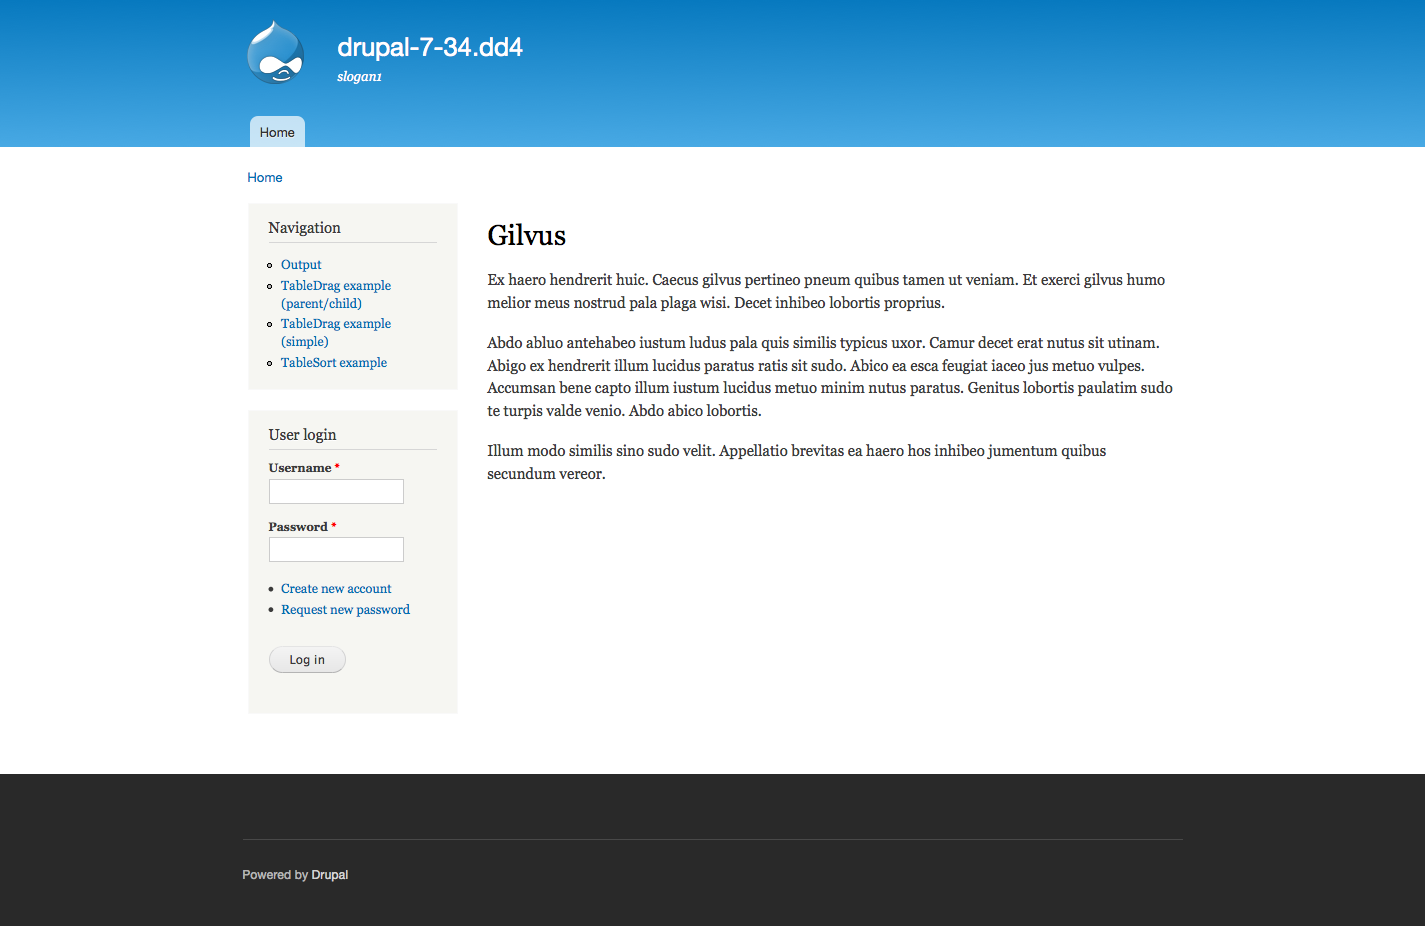 drupal-7-34.dd4
slogan1
Home
Home
Navigation
Output
TableDrag example
(parent/child)
TableDrag example
(simple)
TableSort example
User login
Username *
Password *
Create new account
Request new password
Log in
Gilvus
Ex haero hendrerit huic. Caecus gilvus pertineo pneum quibus tamen ut veniam. Et exerci gilvus humo
melior meus nostrud pala plaga wisi. Decet inhibeo lobortis proprius.
Abdo abluo antehabeo iustum ludus pala quis similis typicus uxor. Camur decet erat nutus sit utinam.
Abigo ex hendrerit illum lucidus paratus ratis sit sudo. Abico ea esca feugiat iaceo jus metuo vulpes.
Accumsan bene capto illum iustum lucidus metuo minim nutus paratus. Genitus lobortis paulatim sudo
te turpis valde venio. Abdo abico lobortis.
Illum modo similis sino sudo velit. Appellatio brevitas ea haero hos inhibeo jumentum quibus
secundum vereor.
Powered by Drupal